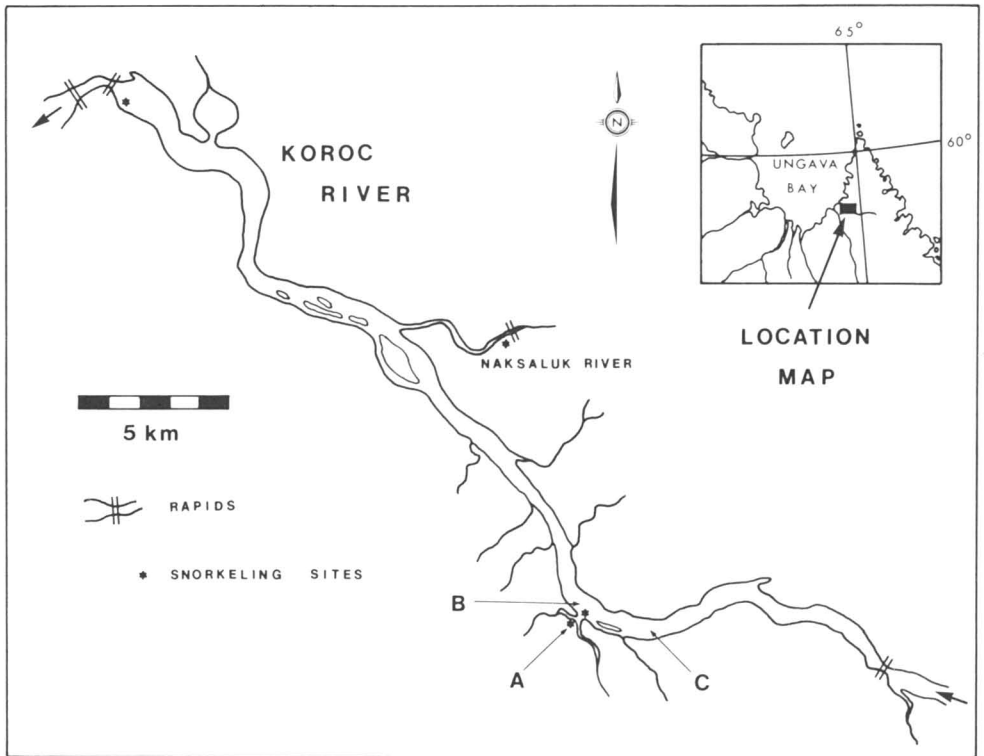 65°
60°
UNGAVA
BAY
LOCATION
MAP
N
KOROC
RIVER
NAKSALUK RIVER
5 km
RAPIDS
* SNORKELING SITES
B
A
C